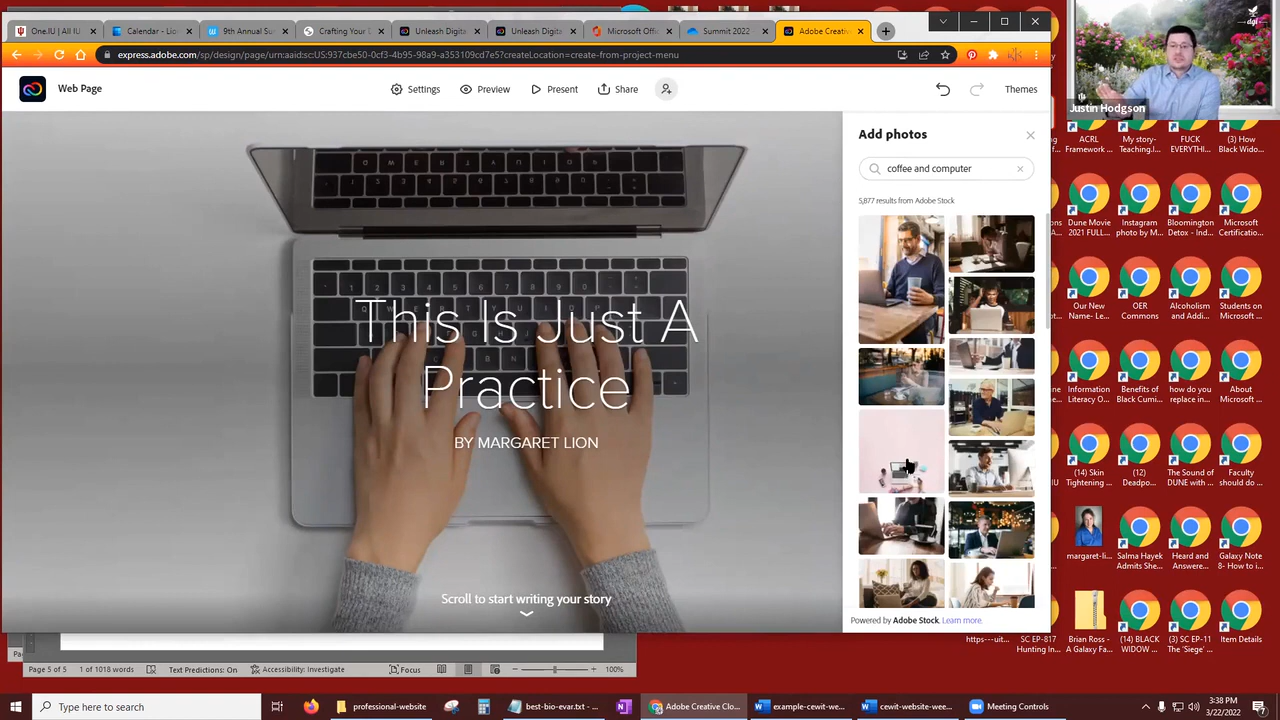 One.IU | All IU
Calendar - Lio
9th Annual Su
Crafting Your
Unleash Digital
Unleash Digital
Microsoft Offic
Summit 2022
Adobe Creativ
express.adobe.com/sp/design/page/urn:aaid:sc:US:937cbe50-0cf3-4b95-98a9-a353109cd7e5?createLocation=create-from-project-menu
Web Page
Settings
Preview
Present
Share
Themes
This Is Just A
Practice
BY MARGARET LION
Scroll to start writing your story
Add photos
coffee and computer
5,877 results from Adobe Stock
Powered by Adobe Stock. Learn more.
dgi
Justin Hodgson
ACRL
Framework ...
My story-
Teaching.I...
FUCK
EVERYTHI...
(3) How
Black Wido...
Dune Movie
2021 FULL...
Instagram
photo by M...
Bloomington
Detox - Ind...
Microsoft
Certificatio...
Our New
Name- Le...
OER
Commons
Alcoholism
and Addi...
Students on
Microsoft ...
Information
Literacy O...
Benefits of
Black Cumi...
how do you
replace in...
About
Microsoft ...
(14) Skin
Tightening ...
(12)
Deadpo...
The Sound of
DUNE with ...
Faculty
should do ...
margaret-li...
Salma Hayek
Admits She...
Heard and
Answere...
Galaxy Note
8- How to i...
https---uit...
SC EP-817
Hunting In...
Brian Ross -
A Galaxy Fa...
(14) BLACK
WIDOW ...
(3) SC EP-11
The 'Siege' ...
Item Details
Page 5 of 5
1 of 1018 words
Text Predictions: On
Accessibility: Investigate
Focus
100%
Type here to search
professional-website
best-bio-evar.txt - ...
Adobe Creative Clo...
example-cewit-we...
cewit-website-wee...
Meeting Controls
3:38 PM
3/22/2022